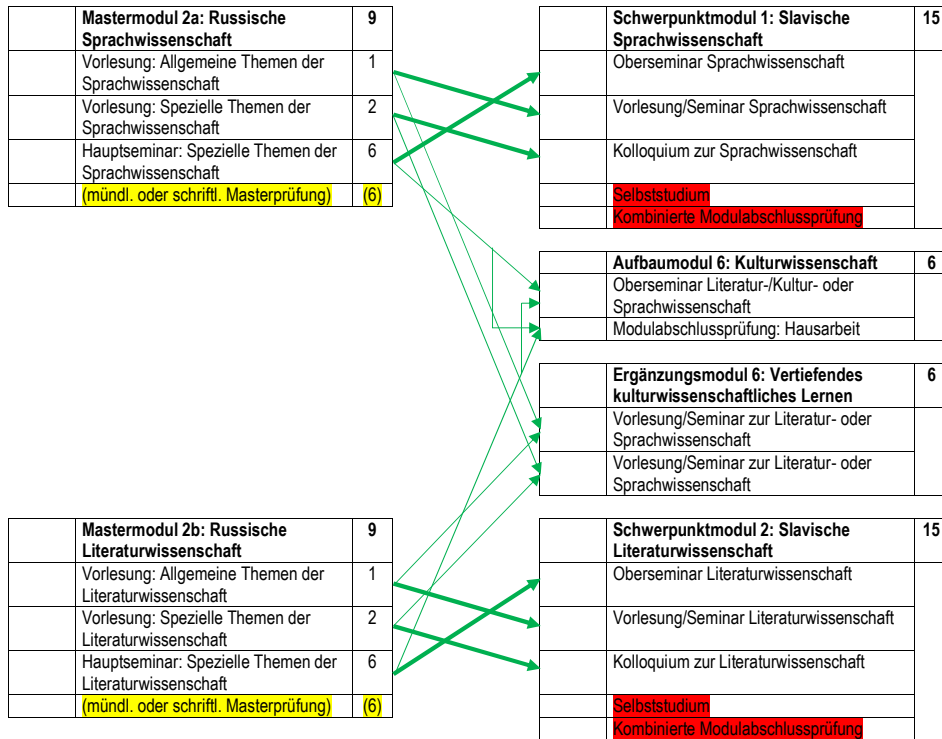 Mastermodul 2a: Russische 9
Sprachwissenschaft
Vorlesung: Allgemeine Themen der 1
Sprachwissenschaft
Vorlesung: Spezielle Themen der 2
Sprachwissenschaft
Hauptseminar: Spezielle Themen der 6
Sprachwissenschaft
(mündl. oder schriftl. Masterprüfung) (6)
Schwerpunktmodul 1: Slavische 15
Sprachwissenschaft
Oberseminar Sprachwissenschaft
Vorlesung/Seminar Sprachwissenschaft
Kolloquium zur Sprachwissenschaft
Selbststudium
Kombinierte Modulabschlussprüfung
Aufbaumodul 6: Kulturwissenschaft 6
Oberseminar Literatur-/Kultur- oder
Sprachwissenschaft
Modulabschlussprüfung: Hausarbeit
Ergänzungsmodul 6: Vertiefendes 6
kulturwissenschaftliches Lernen
Vorlesung/Seminar zur Literatur- oder
Sprachwissenschaft
Vorlesung/Seminar zur Literatur- oder
Sprachwissenschaft
Mastermodul 2b: Russische 9
Literaturwissenschaft
Vorlesung: Allgemeine Themen der 1
Literaturwissenschaft
Vorlesung: Spezielle Themen der 2
Literaturwissenschaft
Hauptseminar: Spezielle Themen der 6
Literaturwissenschaft
(mündl. oder schriftl. Masterprüfung) (6)
Schwerpunktmodul 2: Slavische 15
Literaturwissenschaft
Oberseminar Literaturwissenschaft
Vorlesung/Seminar Literaturwissenschaft
Kolloquium zur Literaturwissenschaft
Selbststudium
Kombinierte Modulabschlussprüfung